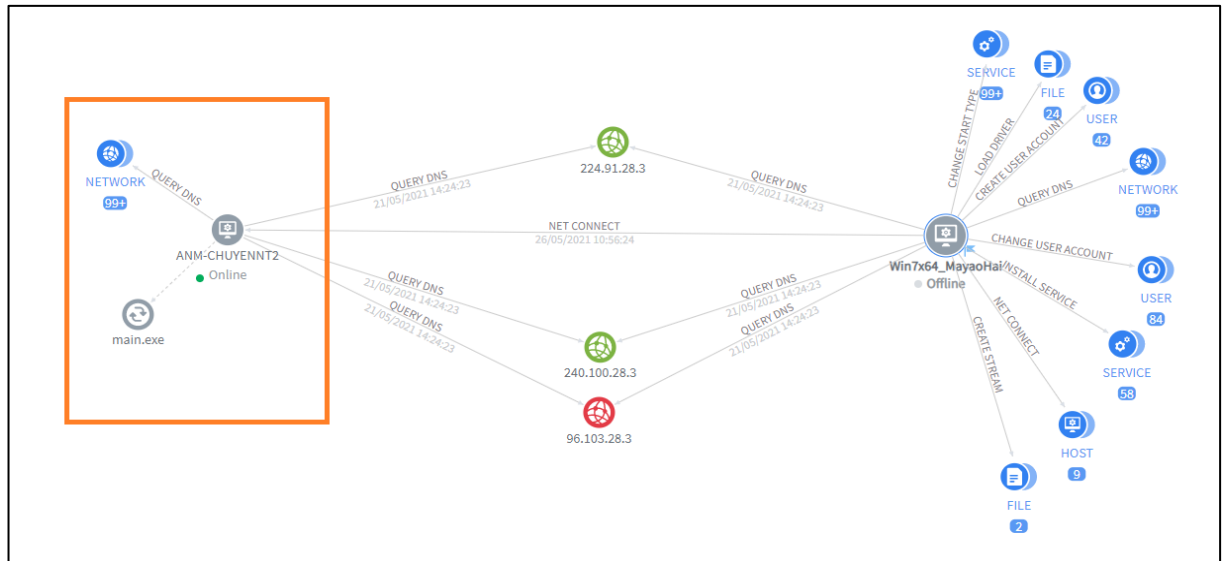 SERVICE
99+
FILE
24
USER
42
NETWORK
99+
CHANGE START TYPE
LOAD DRIVER
CREATE USER ACCOUNT
QUERY DNS
NETWORK
99+
QUERY DNS
224.91.28.3
QUERY DNS
21/05/2021 14:24:23
QUERY DNS
21/05/2021 14:24:23
NET CONNECT
26/05/2021 10:56:24
ANM-CHUYENNT2
Online
Win7x64_MayaoHai
Offline
CHANGE USER ACCOUNT
USER
84
INSTALL SERVICE
SERVICE
58
NET CONNECT
HOST
9
CREATE STREAM
FILE
2
main.exe
QUERY DNS
21/05/2021 14:24:23
QUERY DNS
21/05/2021 14:24:23
QUERY DNS
21/05/2021 14:24:23
QUERY DNS
21/05/2021 14:24:23
240.100.28.3
96.103.28.3